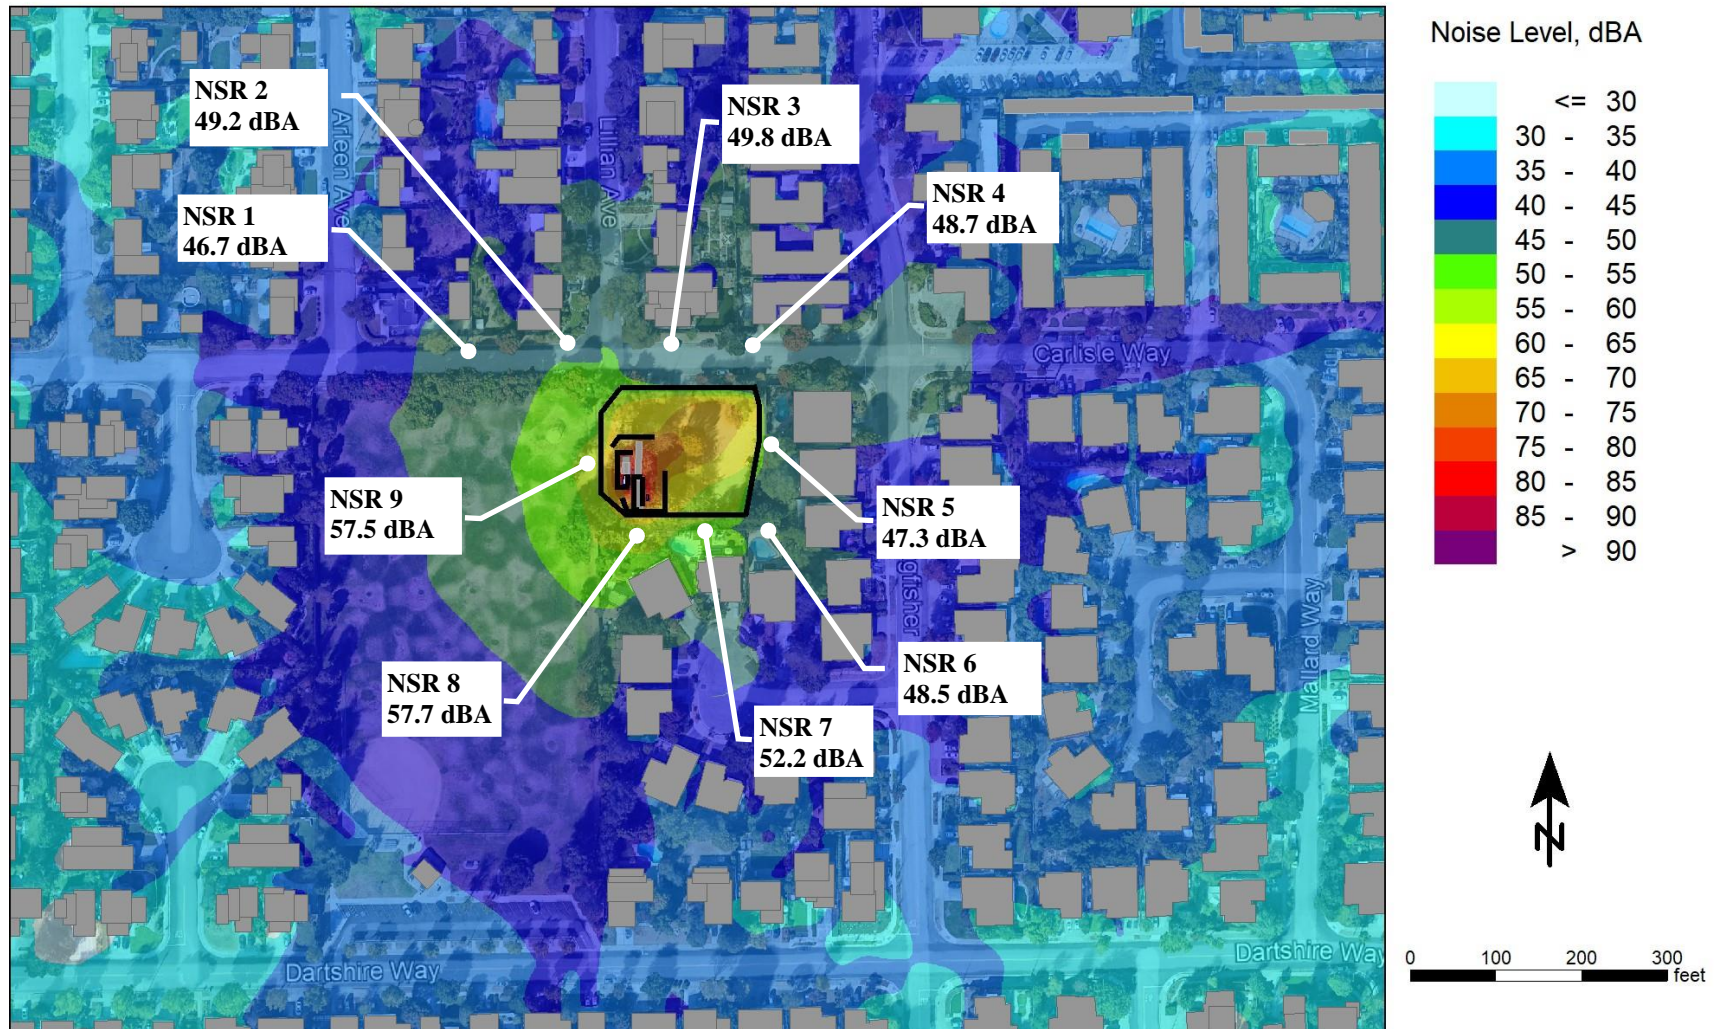 Noise Level, dBA
<= 30
30 - 35
35 - 40
40 - 45
45 - 50
50 - 55
55 - 60
60 - 65
65 - 70
70 - 75
75 - 80
80 - 85
85 - 90
> 90
NSR 2
49.2 dBA
NSR 3
49.8 dBA
NSR 1
46.7 dBA
NSR 4
48.7 dBA
Arleen Ave
Lillian Ave
Carlisle Way
NSR 9
57.5 dBA
NSR 5
47.3 dBA
gfisher
Mallard Way
NSR 8
57.7 dBA
NSR 6
48.5 dBA
NSR 7
52.2 dBA
Dartshire Way
Dartshire Way
N
0 100 200 300
feet